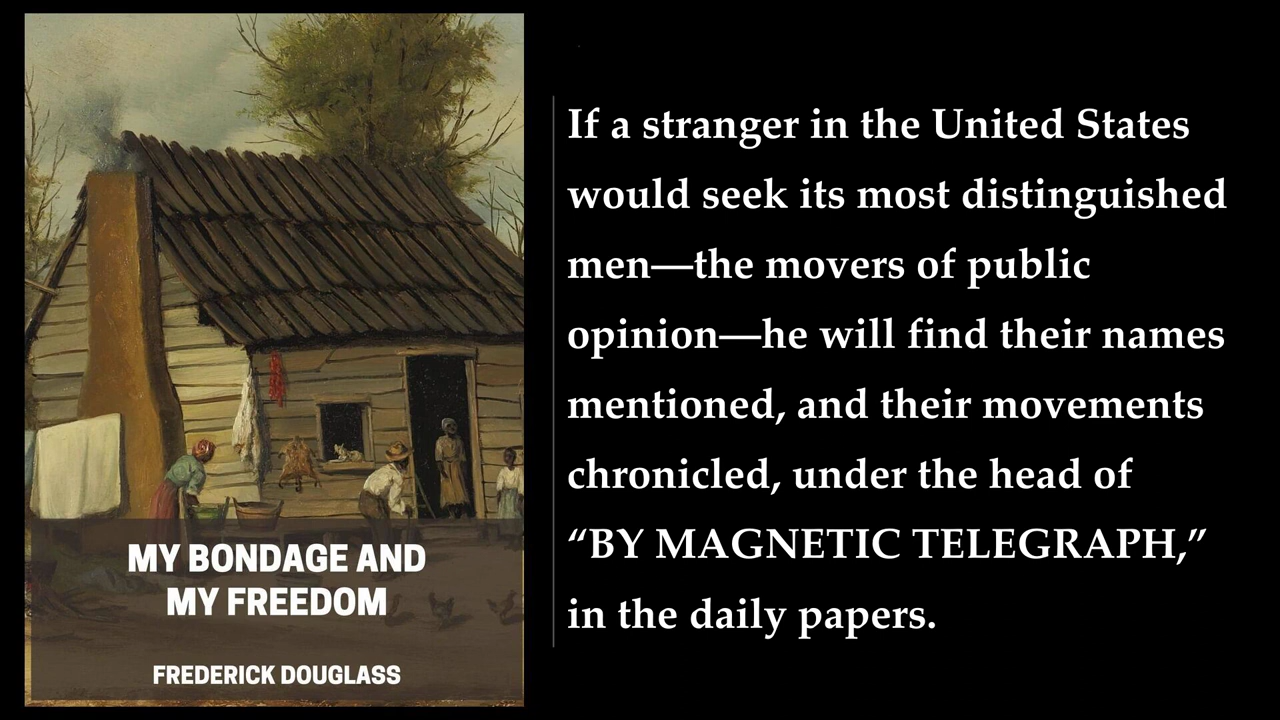 MY BONDAGE AND
MY FREEDOM
FREDERICK DOUGLASS
If a stranger in the United States
would seek its most distinguished
men—the movers of public
opinion—he will find their names
mentioned, and their movements
chronicled, under the head of
“BY MAGNETIC TELEGRAPH,”
in the daily papers.